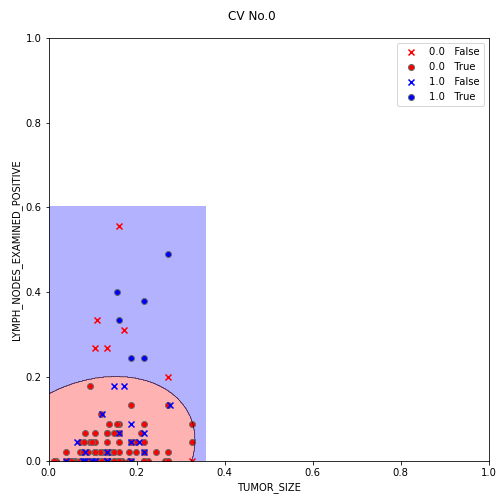 CV No.0
1.0
0.0 False
0.0 True
1.0 False
1.0 True
0.8
0.6
0.4
0.2
0.0
LYMPH_NODES_EXAMINED_POSITIVE
0.0 0.2 0.4 0.6 0.8 1.0
TUMOR_SIZE